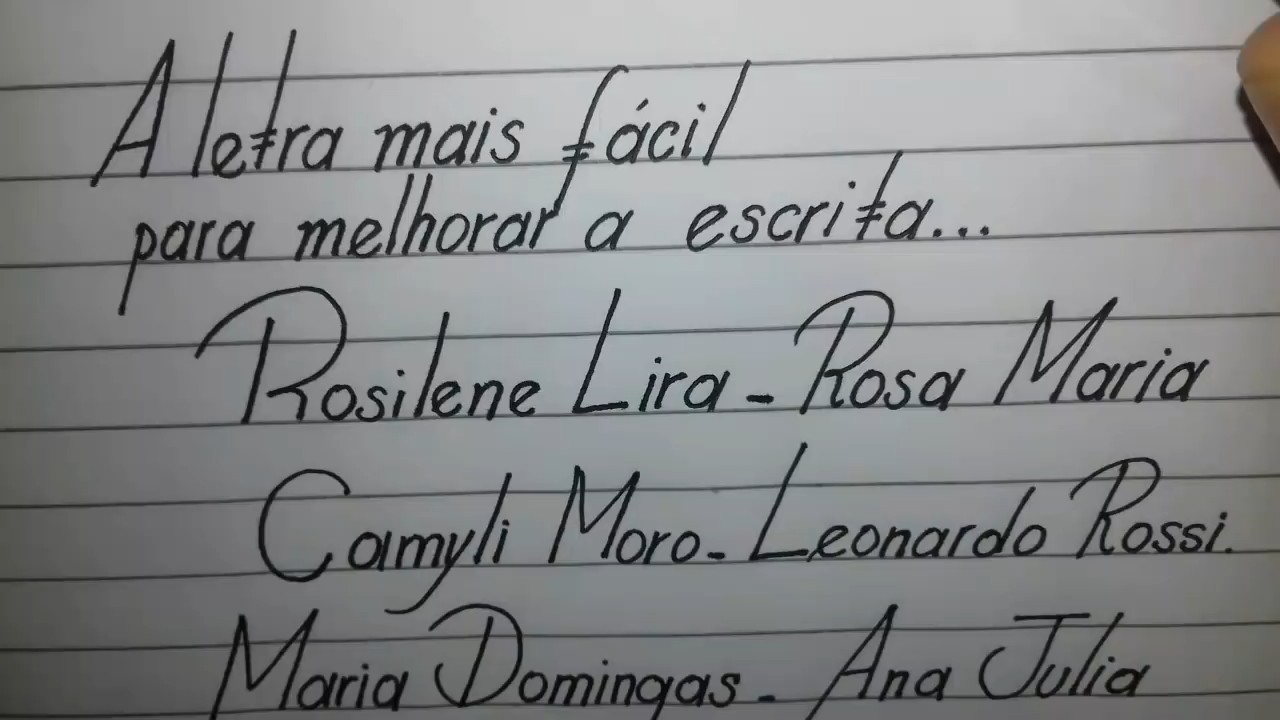 A letra mais fácil
para melhorar a escrita...
Rosilene Lira - Rosa Maria
Camyli Moro - Leonardo Rossi.
Maria Domingas - Ana Julia